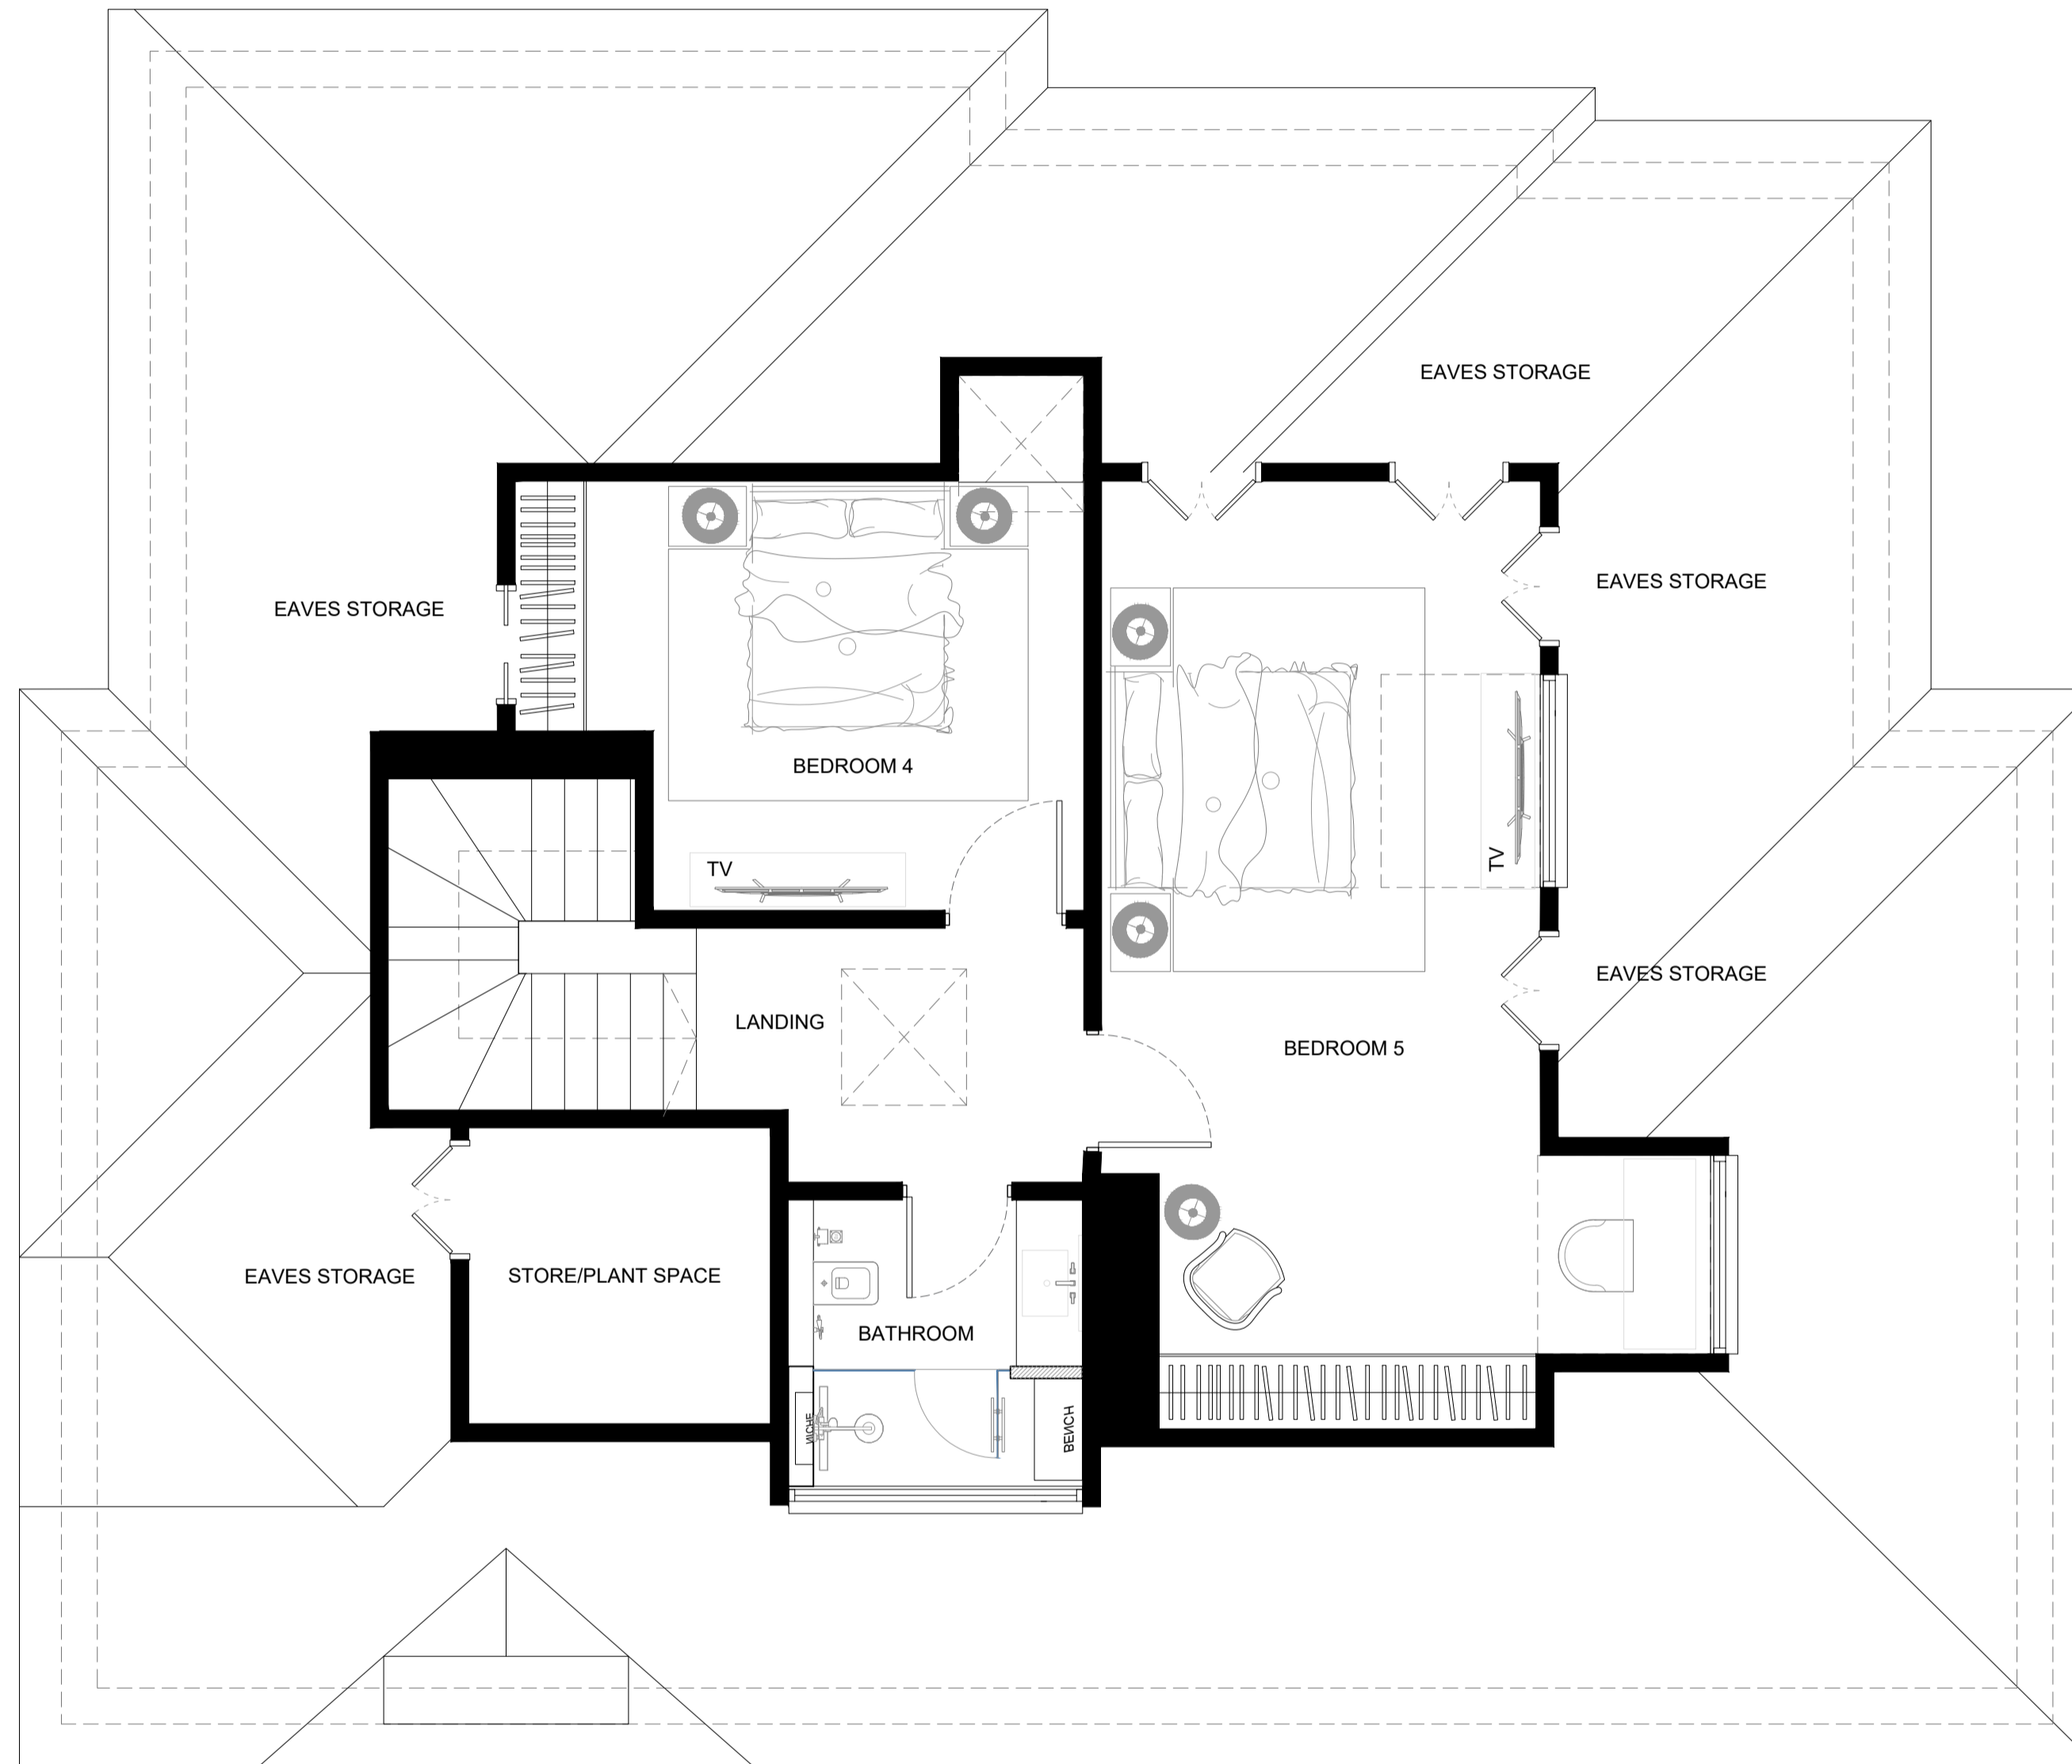 EAVES STORAGE
EAVES STORAGE
EAVES STORAGE
BEDROOM 4
TV
TV
EAVES STORAGE
LANDING
BEDROOM 5
EAVES STORAGE
STORE/PLANT SPACE
BATHROOM
NICHE
BENCH